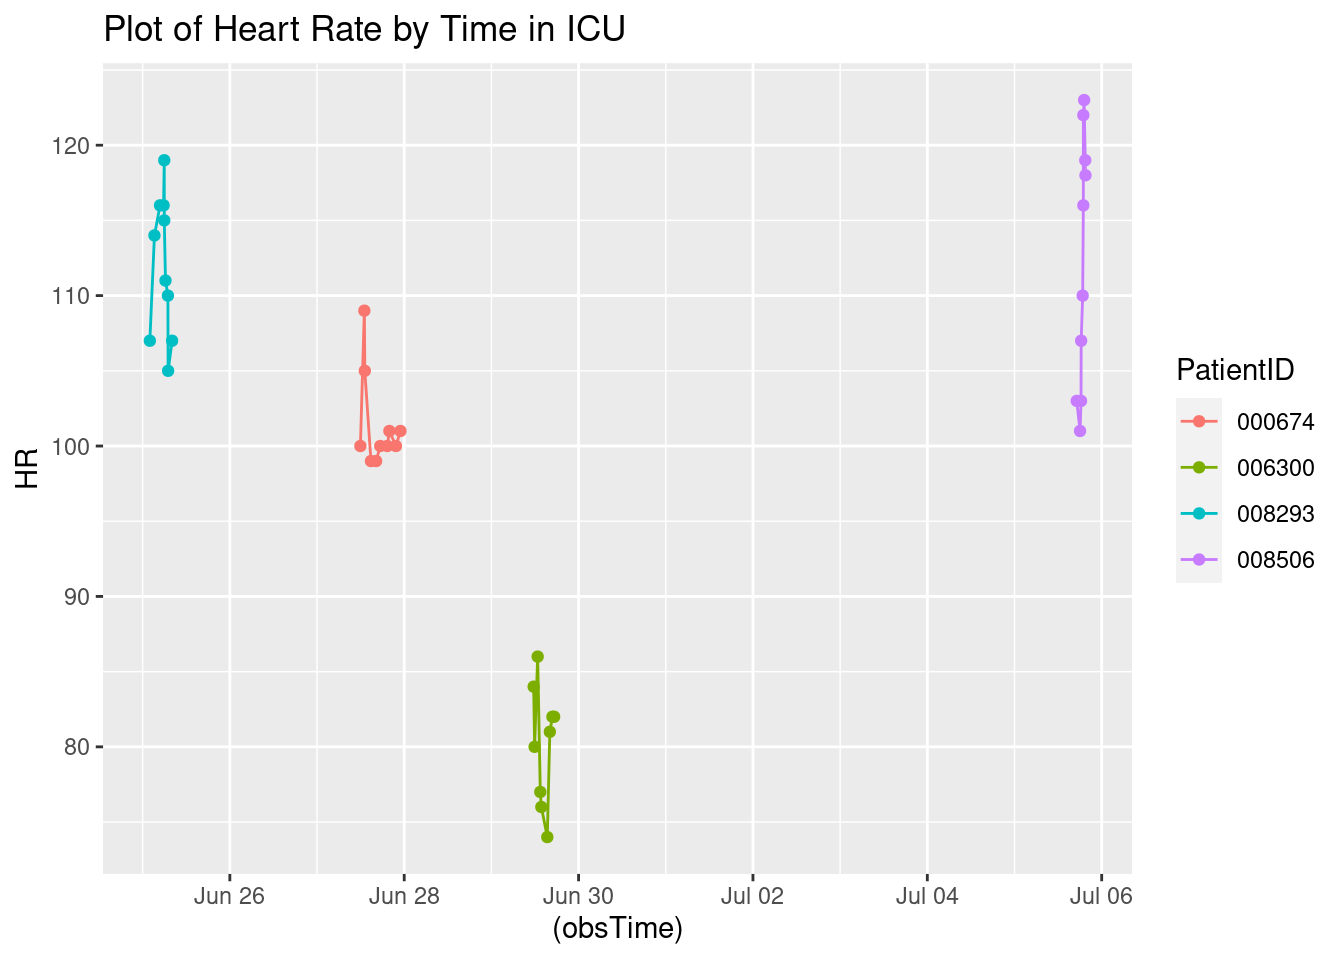 Plot of Heart Rate by Time in ICU
120
110
100
90
80
HR
Jun 26
Jun 28
Jun 30
Jul 02
Jul 04
Jul 06
(obsTime)
PatientID
000674
006300
008293
008506